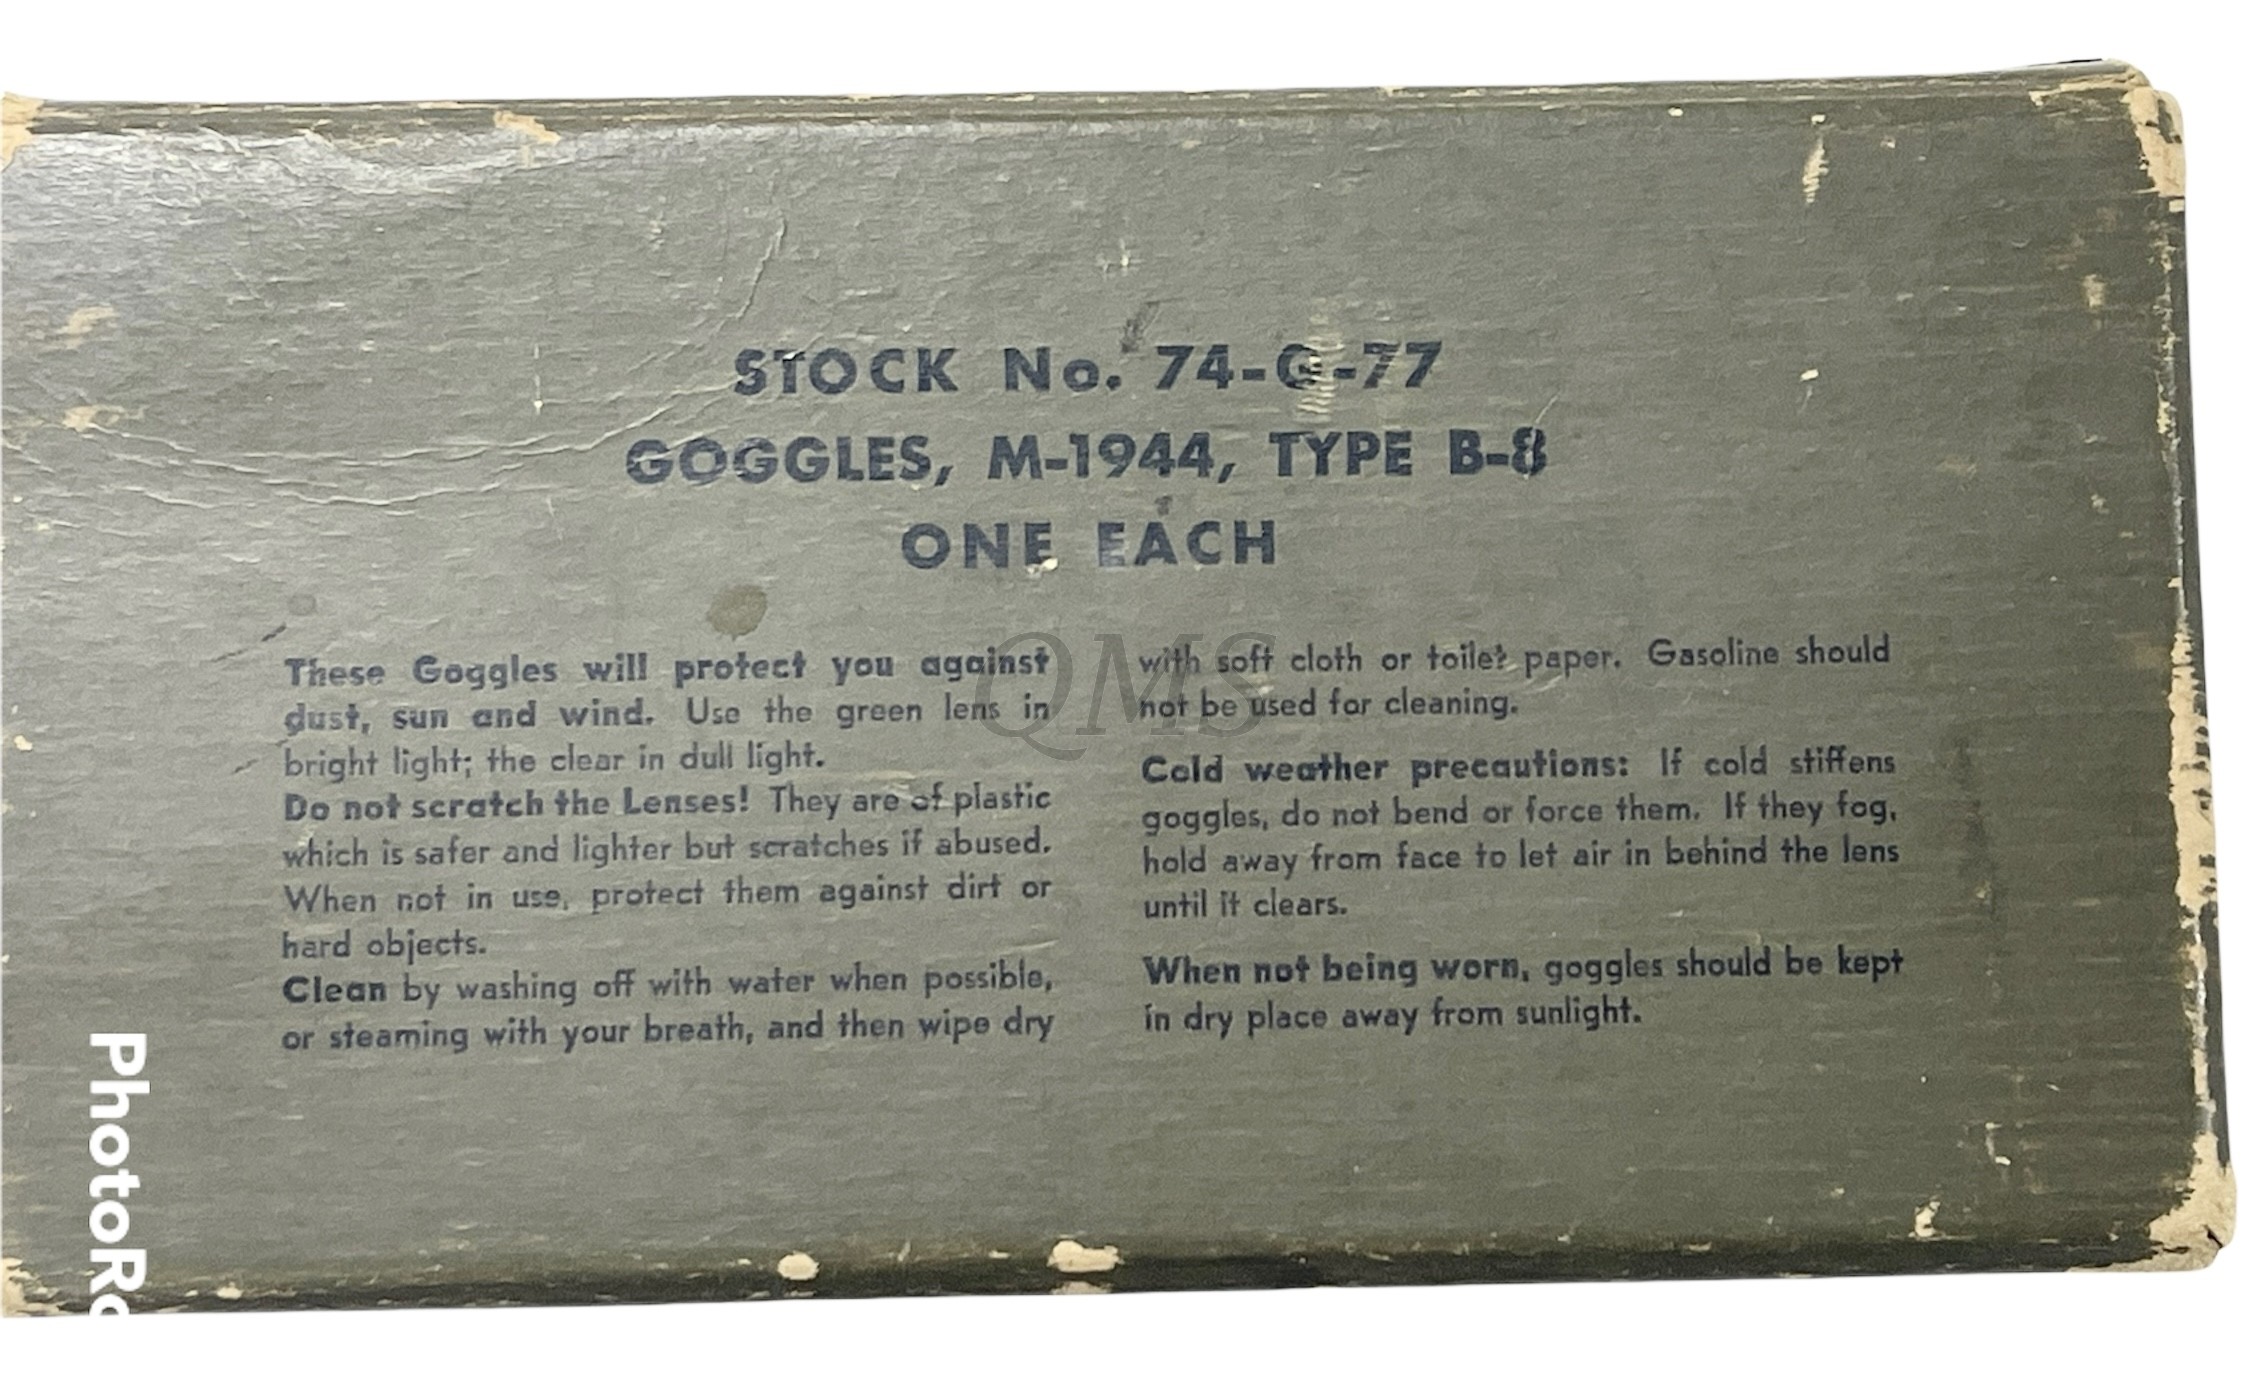 STOCK No. 74-G-77
GOGGLES, M-1944, TYPE B-8
ONE EACH
These Goggles will protect you against
dust, sun and wind. Use the green lens in
bright light; the clear in dull light.
Do not scratch the Lenses! They are of plastic
which is safer and lighter but scratches if abused.
When not in use, protect them against dirt or
hard objects.
Clean by washing off with water when possible,
or steaming with your breath, and then wipe dry
with soft cloth or toilet paper. Gasoline should
not be used for cleaning.
Cold weather precautions: If cold stiffens
goggles, do not bend or force them. If they fog,
hold away from face to let air in behind the lens
until it clears.
When not being worn, goggles should be kept
in dry place away from sunlight.
QMS
PhotoRo